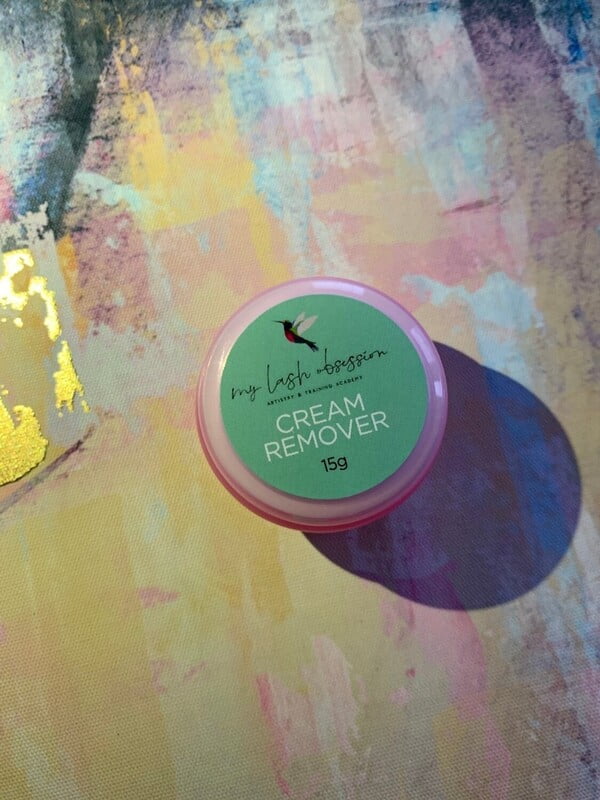 my lash obsession
ARTISTRY & TRAINING ACADEMY
CREAM
REMOVER
15g